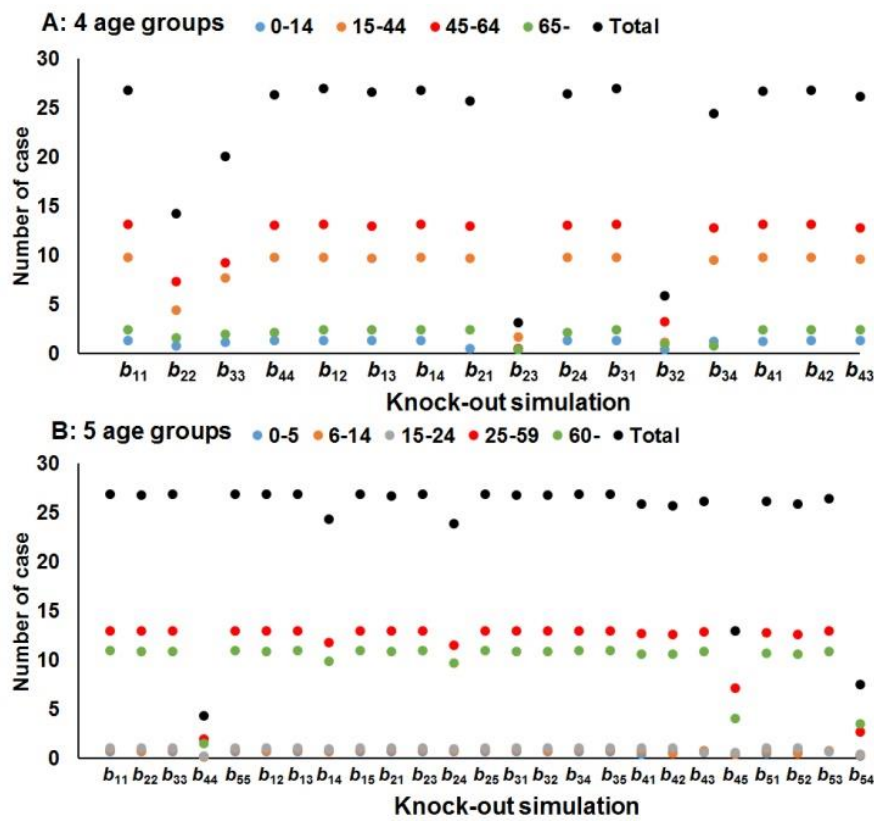 A: 4 age groups 0-14 15-44 45-64 65- Total
30
25
20
15
10
5
0
Number of case
b11 b22 b33 b44 b12 b13 b14 b21 b23 b24 b31 b32 b34 b41 b42 b43
Knock-out simulation
B: 5 age groups 0-5 6-14 15-24 25-59 60- Total
30
25
20
15
10
5
0
Number of case
b11 b22 b33 b44 b55 b12 b13 b14 b15 b21 b23 b24 b25 b31 b32 b34 b35 b41 b42 b43 b45 b51 b52 b53 b54
Knock-out simulation